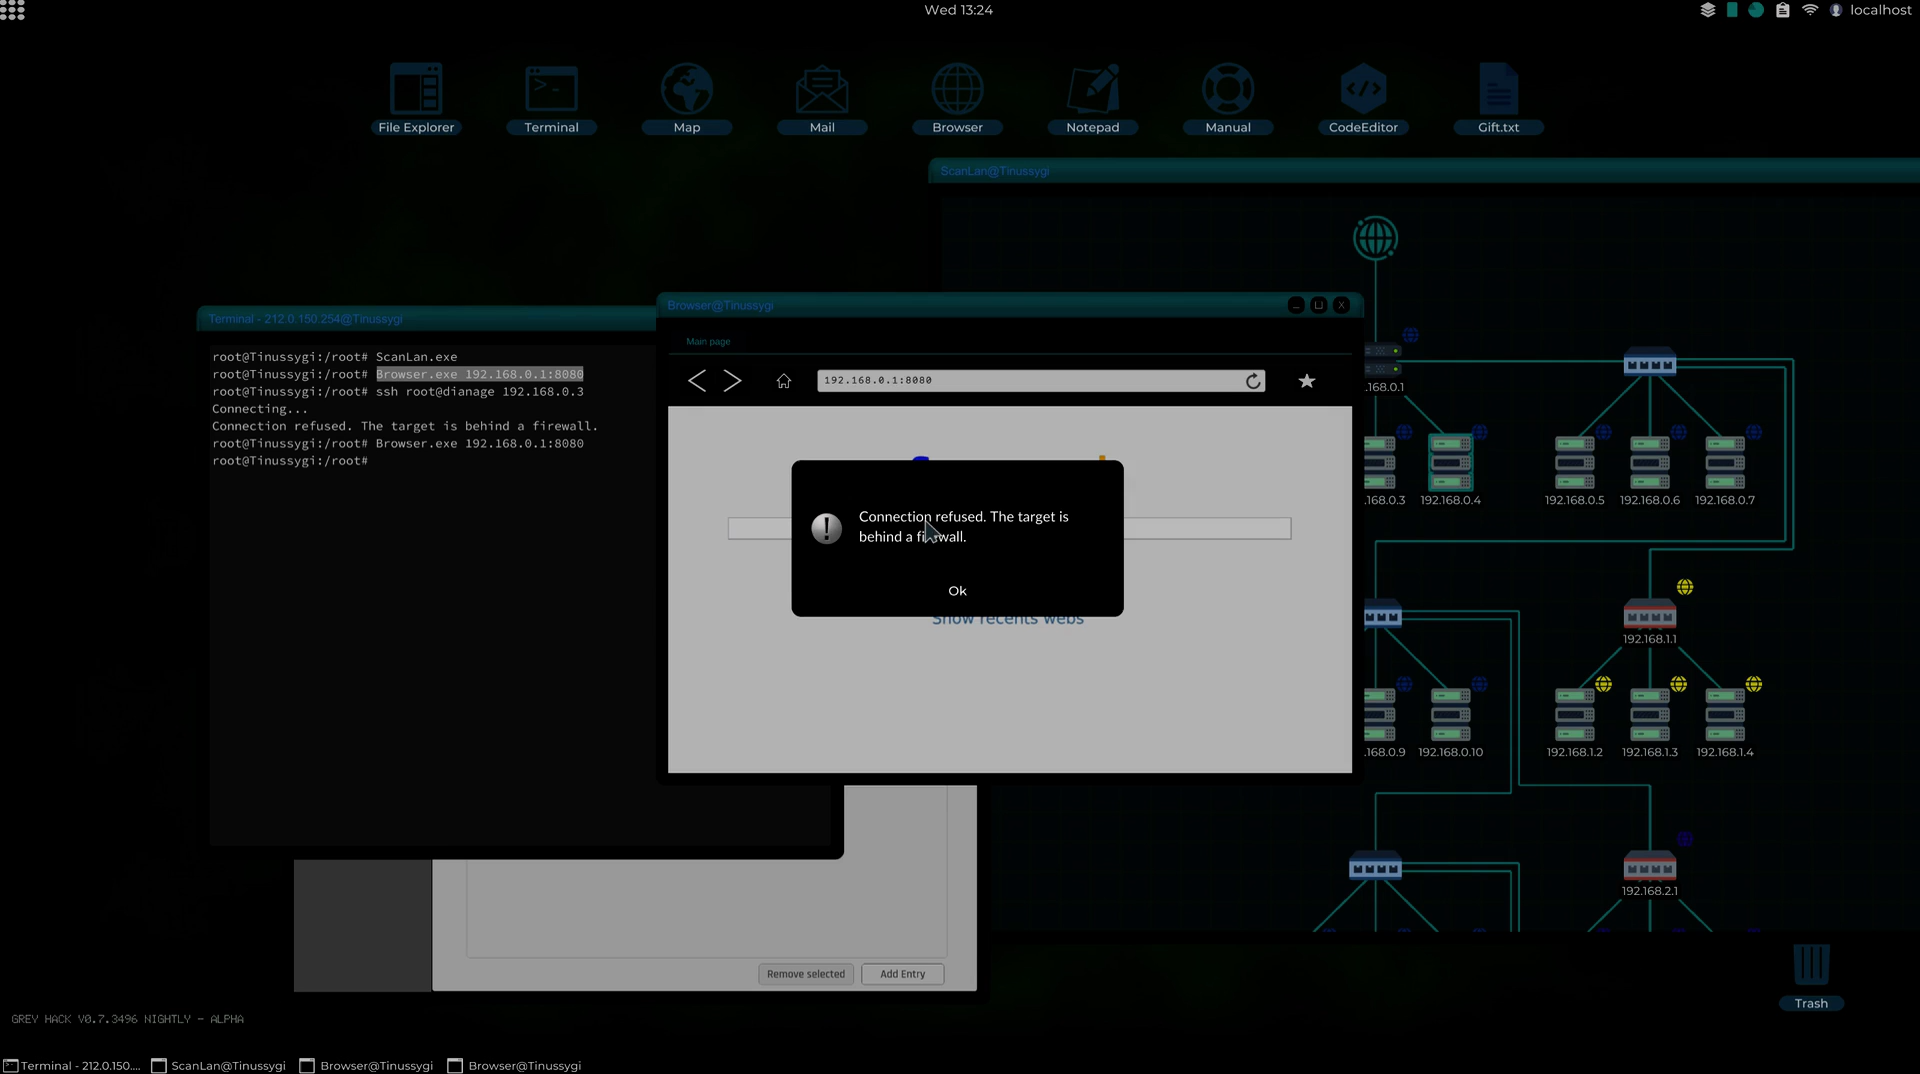 Wed 13:24
localhost
File Explorer
Terminal
Map
Mail
Browser
Notepad
Manual
CodeEditor
Gift.txt
ScanLan@Tinussygi
Terminal - 212.0.150.254@Tinussygi
root@Tinussygi:/root# ScanLan.exe
root@Tinussygi:/root# Browser.exe 192.168.0.1:8080
root@Tinussygi:/root# ssh root@dianage 192.168.0.3
Connecting...
Connection refused. The target is behind a firewall.
root@Tinussygi:/root# Browser.exe 192.168.0.1:8080
root@Tinussygi:/root#
Browser@Tinussygi
X
Main page
192.168.0.1:8080
Connection refused. The target is
behind a firewall.
Ok
Show recents webs
.168.0.1
.168.0.3
192.168.0.4
192.168.0.5
192.168.0.6
192.168.0.7
192.168.1.1
.168.0.9
192.168.0.10
192.168.1.2
192.168.1.3
192.168.1.4
192.168.2.1
Remove selected
Add Entry
Trash
GREY HACK V0.7.3496 NIGHTLY - ALPHA
Terminal - 212.0.150....
ScanLan@Tinussygi
Browser@Tinussygi
Browser@Tinussygi